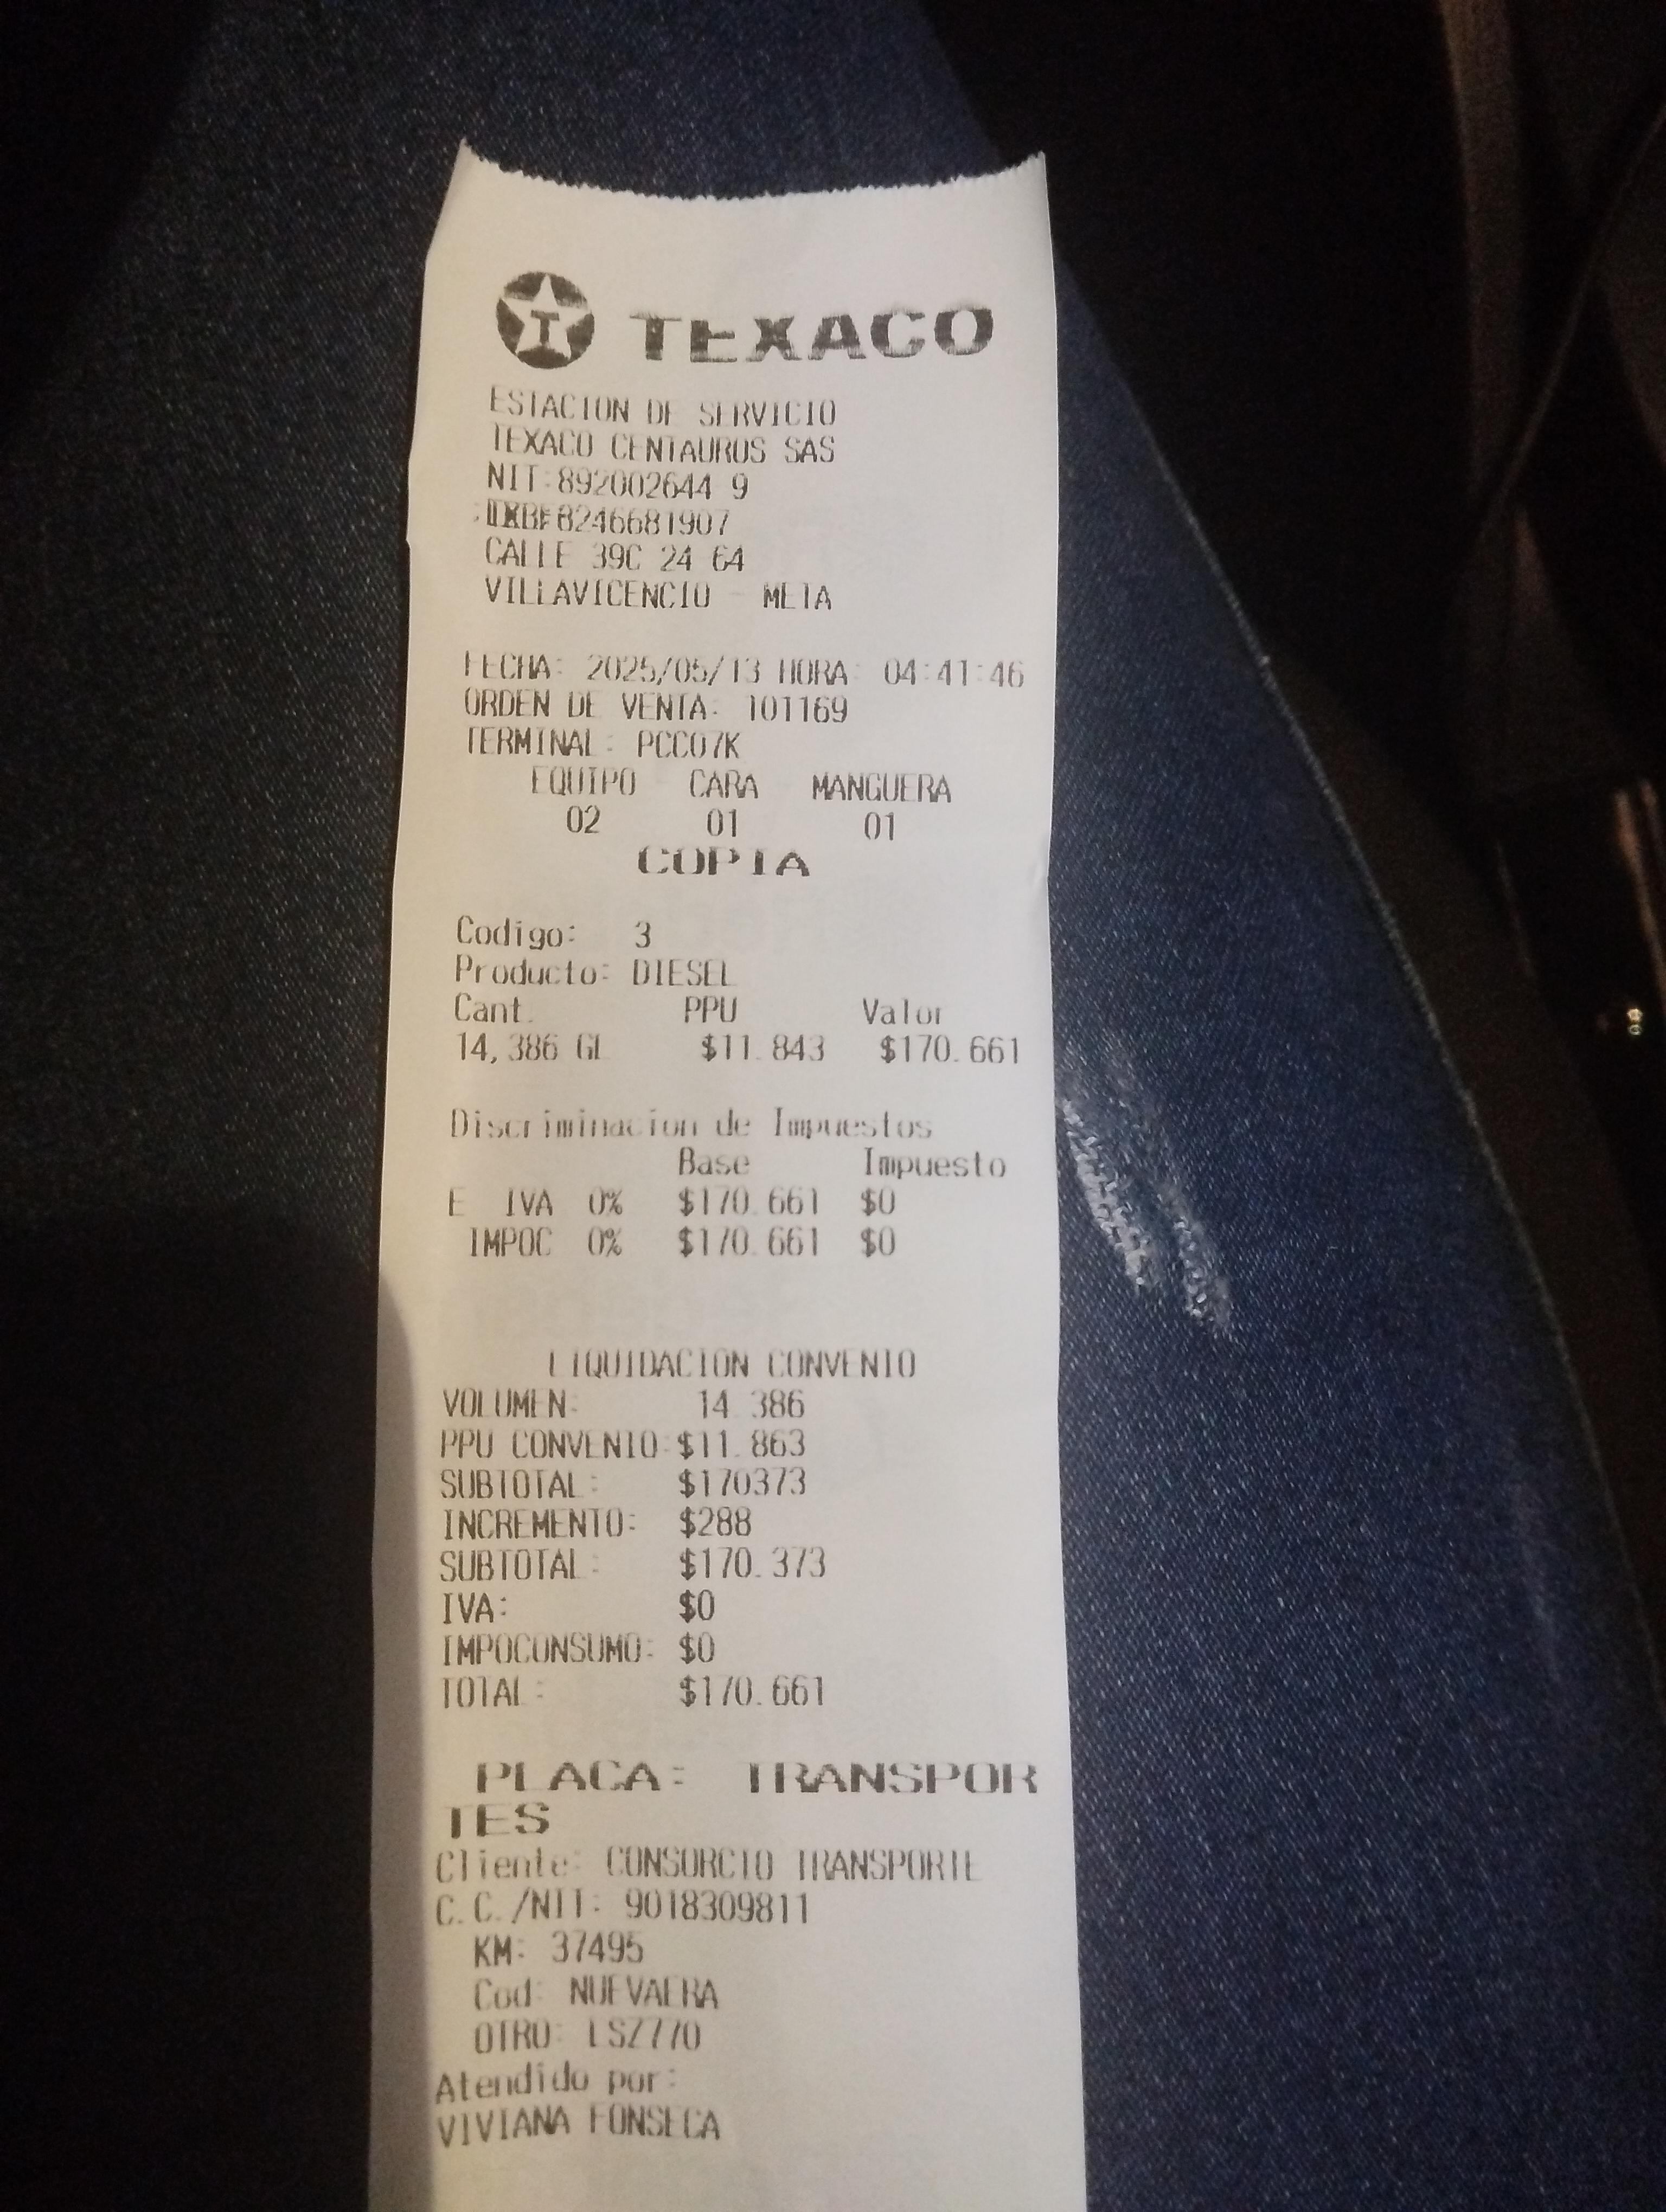 TEXACO
ESTACION DE SERVICIO
TEXACO CENTAUROS SAS
NIT:892002644 9
8246681907
CALLE 39C 24 64
VILLAVICENCIO - META
FECHA: 2025/05/13 HORA: 04:41:46
ORDEN DE VENTA: 101169
TERMINAL: PCC07K
EQUIPO CARA MANGUERA
02 01 01
COPIA
Codigo: 3
Producto: DIESEL
Cant. PPU Valor
14,386 GL $11.843 $170.661
Discriminacion de Impuestos
Base Impuesto
E IVA 0% $170.661 $0
IMPOC 0% $170.661 $0
LIQUIDACION CONVENIO
VOLUMEN: 14.386
PPU CONVENIO:$11.863
SUBTOTAL: $170373
INCREMENTO: $288
SUBTOTAL: $170.373
IVA: $0
IMPOCONSUMO: $0
TOTAL: $170.661
PLACA: TRANSPOR
TES
Cliente: CONSORCIO TRANSPORTE
C.C./NIT: 9018309811
KM: 37495
Cod: NUEVAERA
OTRO: LSZ770
Atendido por:
VIVIANA FONSECA